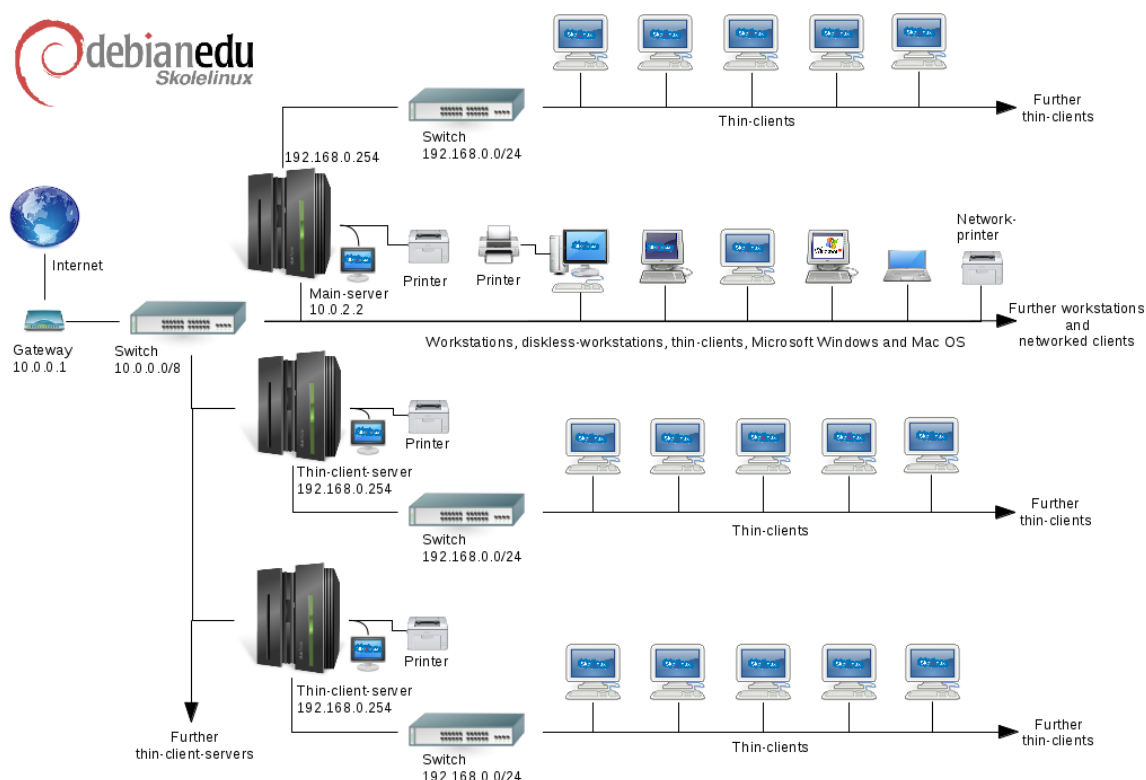 debianedu
Skolelinux
Further
thin-clients
Thin-clients
Switch
192.168.0.0/24
192.168.0.254
Internet
Printer
Printer
Network-
printer
Main-server
10.0.2.2
Further workstations
and
networked clients
Workstations, diskless-workstations, thin-clients, Microsoft Windows and Mac OS
Gateway
10.0.0.1
Switch
10.0.0.0/8
Printer
Thin-client-server
192.168.0.254
Further
thin-clients
Thin-clients
Switch
192.168.0.0/24
Printer
Thin-client-server
192.168.0.254
Further
thin-clients
Thin-clients
Further
thin-client-servers
Switch
192.168.0.0/24